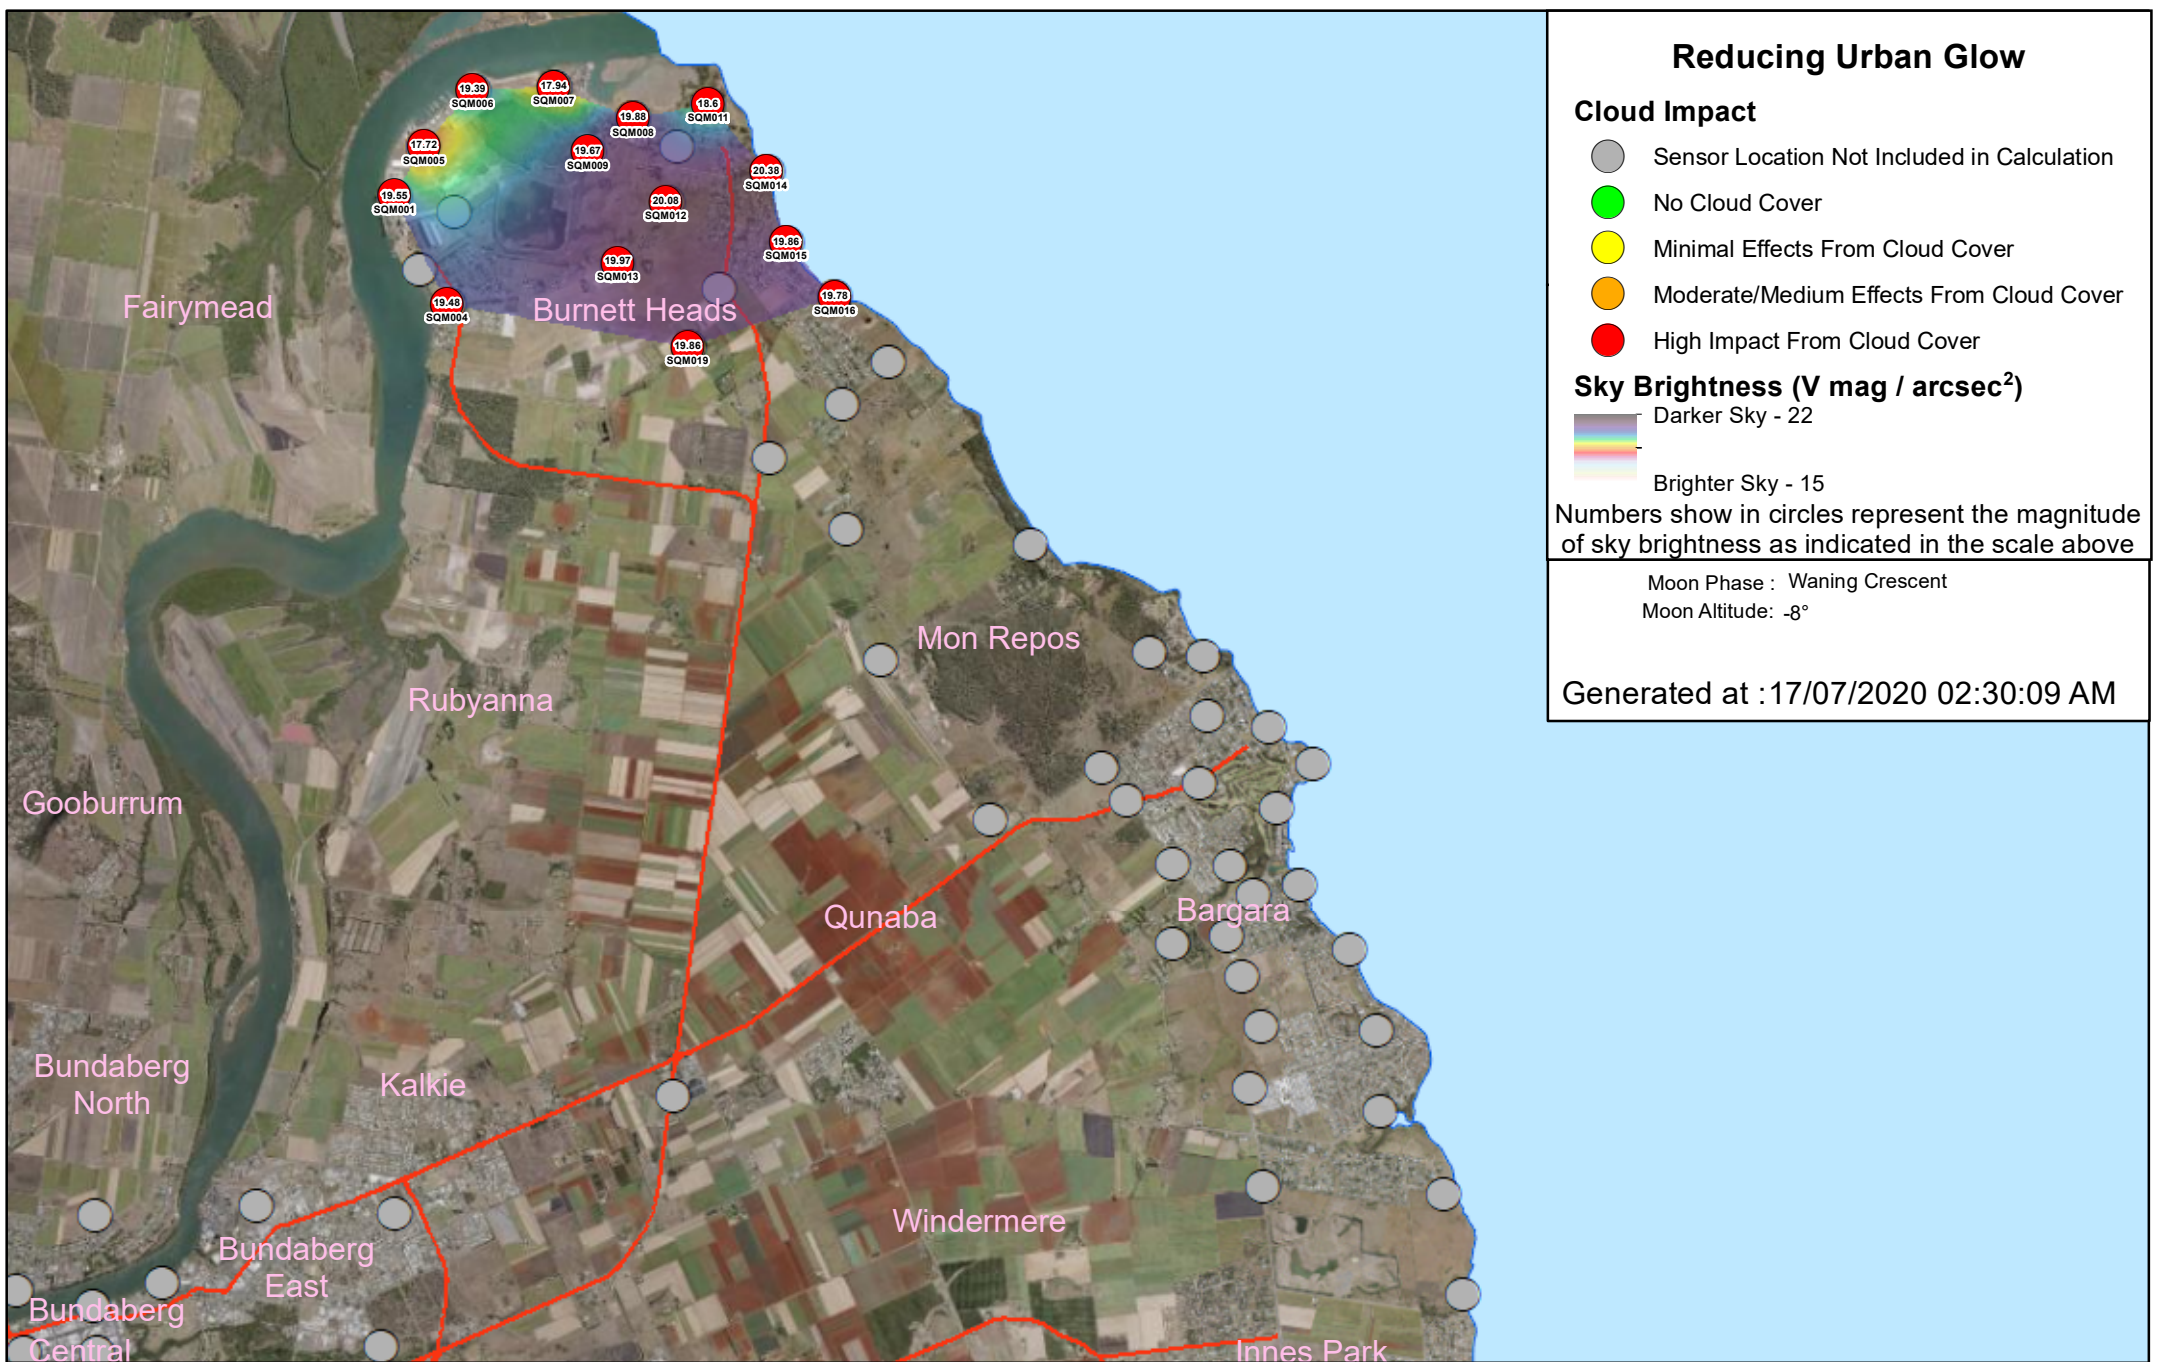 Reducing Urban Glow
Cloud Impact
Sensor Location Not Included in Calculation
No Cloud Cover
Minimal Effects From Cloud Cover
Moderate/Medium Effects From Cloud Cover
High Impact From Cloud Cover
Sky Brightness (V mag / arcsec²)
Darker Sky - 22
Brighter Sky - 15
Numbers show in circles represent the magnitude
of sky brightness as indicated in the scale above
Moon Phase : Waning Crescent
Moon Altitude: -8°
Generated at :17/07/2020 02:30:09 AM
19.39
SQM006
17.94
SQM007
19.88
SQM008
18.6
SQM011
17.72
SQM005
19.67
SQM009
20.38
SQM014
19.55
SQM001
20.08
SQM012
19.86
SQM015
19.97
SQM013
19.48
SQM004
19.78
SQM016
19.86
SQM019
Fairymead
Burnett Heads
Mon Repos
Rubyanna
Gooburrum
Qunaba
Bargara
Bundaberg
North
Kalkie
Windermere
Bundaberg
East
Bundaberg
Central
Innes Park